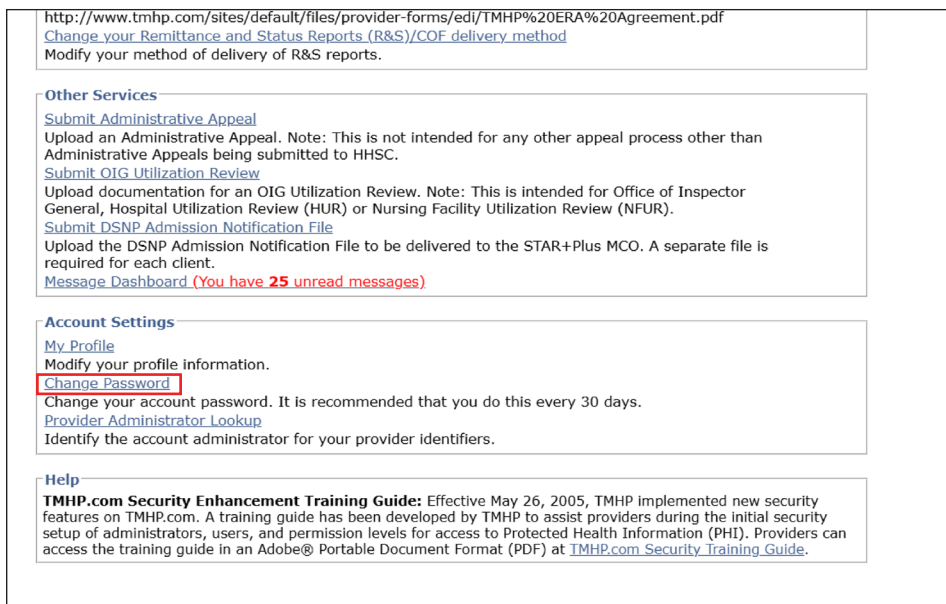 http://www.tmhp.com/sites/default/files/provider-forms/edi/TMHP%20ERA%20Agreement.pdf
Change your Remittance and Status Reports (R&S)/COF delivery method
Modify your method of delivery of R&S reports.
Other Services
Submit Administrative Appeal
Upload an Administrative Appeal. Note: This is not intended for any other appeal process other than
Administrative Appeals being submitted to HHSC.
Submit OIG Utilization Review
Upload documentation for an OIG Utilization Review. Note: This is intended for Office of Inspector
General, Hospital Utilization Review (HUR) or Nursing Facility Utilization Review (NFUR).
Submit DSNP Admission Notification File
Upload the DSNP Admission Notification File to be delivered to the STAR+Plus MCO. A separate file is
required for each client.
Message Dashboard (You have 25 unread messages)
Account Settings
My Profile
Modify your profile information.
Change Password
Change your account password. It is recommended that you do this every 30 days.
Provider Administrator Lookup
Identify the account administrator for your provider identifiers.
Help
TMHP.com Security Enhancement Training Guide: Effective May 26, 2005, TMHP implemented new security
features on TMHP.com. A training guide has been developed by TMHP to assist providers during the initial security
setup of administrators, users, and permission levels for access to Protected Health Information (PHI). Providers can
access the training guide in an Adobe® Portable Document Format (PDF) at TMHP.com Security Training Guide.